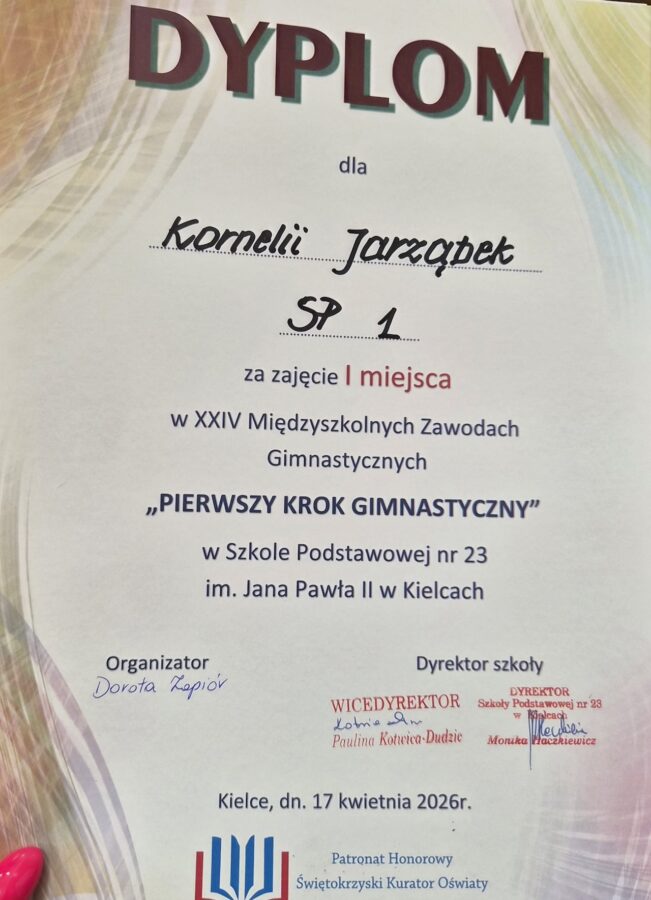 DYPLOM
dla
Kornelii Jarząbek
SP 1
za zajęcie I miejsca
w XXIV Międzyszkolnych Zawodach
Gimnastycznych
„PIERWSZY KROK GIMNASTYCZNY”
w Szkole Podstawowej nr 23
im. Jana Pawła II w Kielcach
Organizator
Dorota Zapiór
Dyrektor szkoły
WICEDYREKTOR
Paulina Kotwica-Dudzic
DYREKTOR
Szkoły Podstawowej nr 23
w Kielcach
Monika Haczkiewicz
Kielce, dn. 17 kwietnia 2026r.
Patronat Honorowy
Świętokrzyski Kurator Oświaty